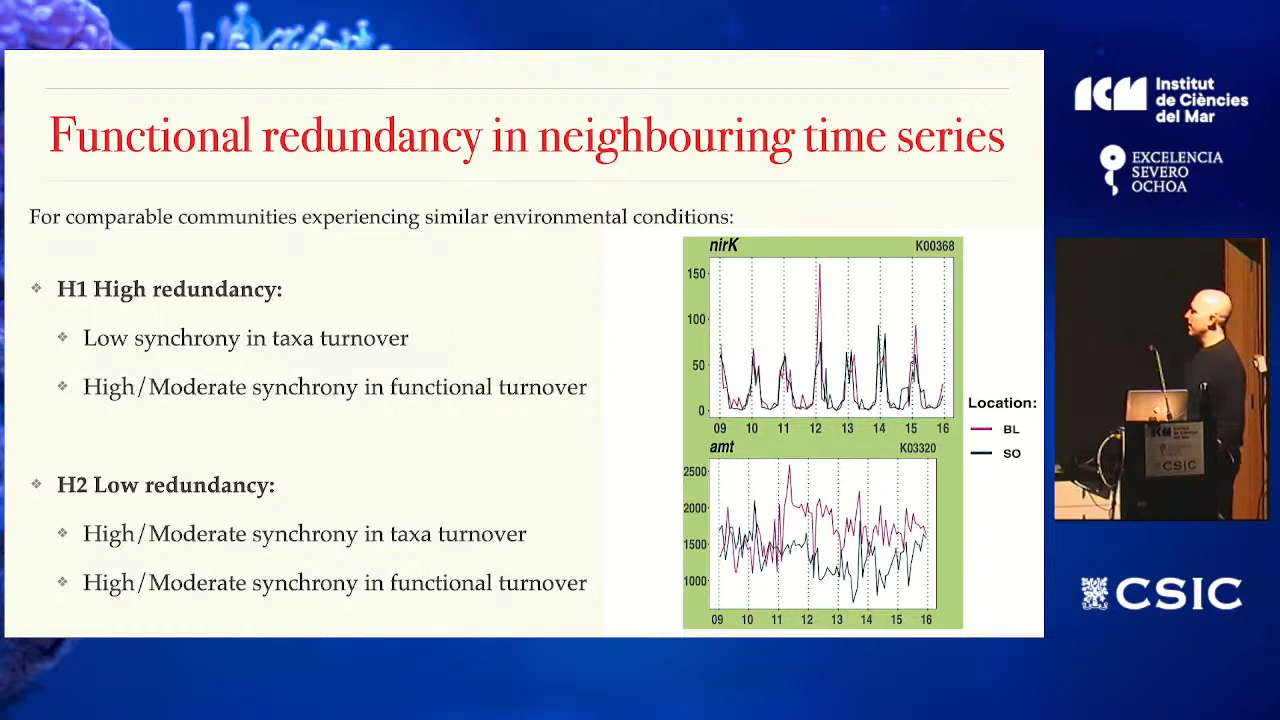 Functional redundancy in neighbouring time series
For comparable communities experiencing similar environmental conditions:
H1 High redundancy:
Low synchrony in taxa turnover
High/Moderate synchrony in functional turnover
H2 Low redundancy:
High/Moderate synchrony in taxa turnover
High/Moderate synchrony in functional turnover
nirK K00368
150
100
50
0
09 10 11 12 13 14 15 16
amt K03320
2500
2000
1500
1000
09 10 11 12 13 14 15 16
Location:
BL
SO
ICM
Institut
de Ciències
del Mar
EXCELENCIA
SEVERO
OCHOA
ICM
CSIC
CSIC